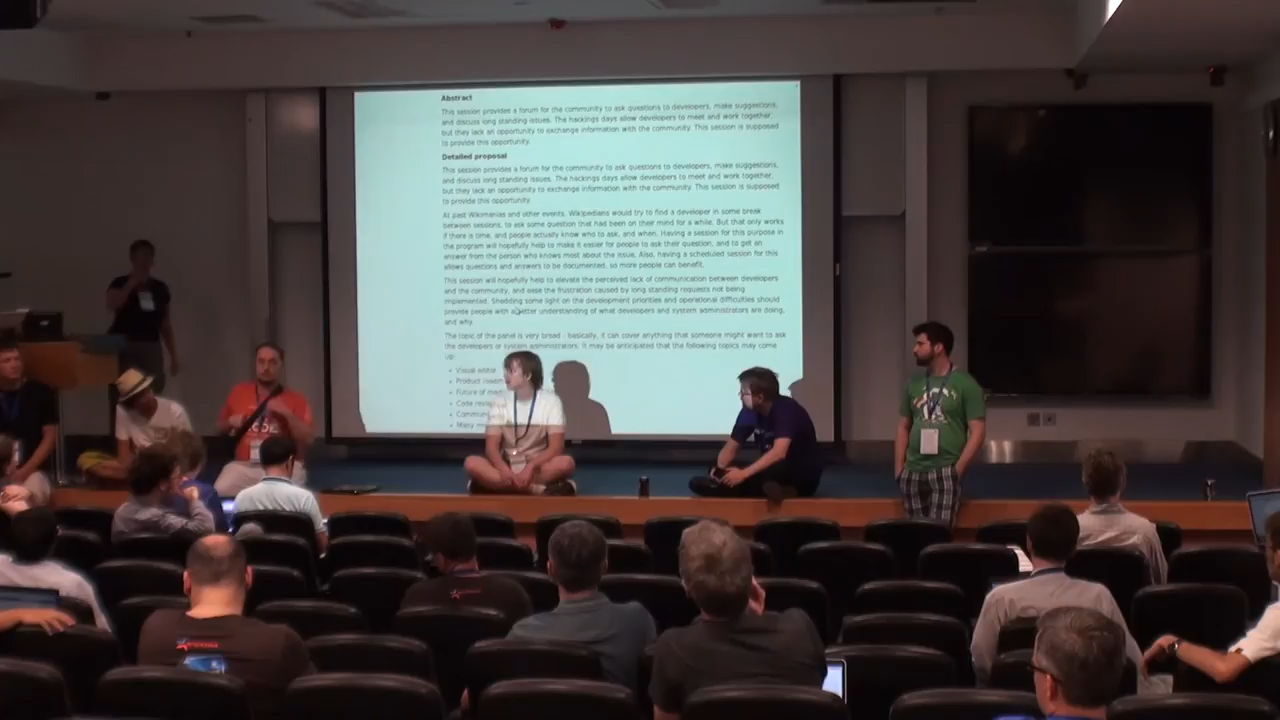 Abstract
This session provides a forum for the community to ask questions to developers, make suggestions,
and discuss long standing issues. The hackings days allow developers to meet and work together,
but they lack an opportunity to exchange information with the community. This session is supposed
to provide this opportunity.
Detailed proposal
This session provides a forum for the community to ask questions to developers, make suggestions,
and discuss long standing issues. The hackings days allow developers to meet and work together,
but they lack an opportunity to exchange information with the community. This session is supposed
to provide this opportunity.
At past Wikimanias and other events, Wikipedians would try to find a developer in some break
between sessions, to ask some question that had been on their mind for a while. But that only works
if there is time, and people actually know who to ask, and when. Having a session for this purpose in
the program will hopefully help to make it easier for people to ask their question, and to get an
answer from the person who knows most about the issue. Also, having a scheduled session for this
allows questions and answers to be documented, so more people can benefit.
This session will hopefully help to elevate the perceived lack of communication between developers
and the community, and ease the frustration caused by long standing requests not being
implemented. Shedding some light on the development priorities and operational difficulties should
provide people with a better understanding of what developers and system administrators are doing,
and why.
The topic of the panel is very broad - basically, it can cover anything that someone might want to ask
the developers or system administrators. It may be anticipated that the following topics may come
up:
Visual editor
Product
Future of
Code
Many